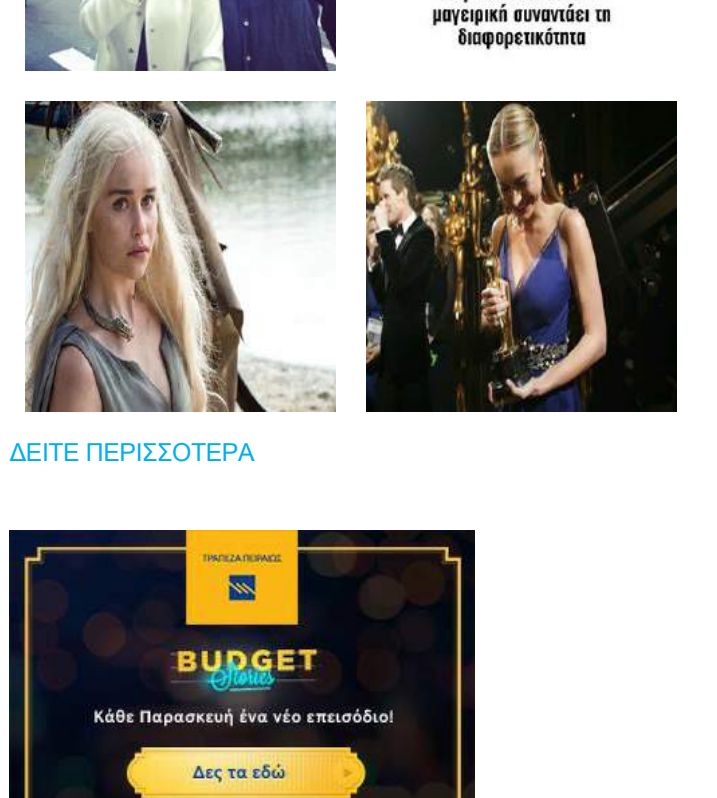 μαγειρική συναντάει τη
διαφορετικότητα
ΔΕΙΤΕ ΠΕΡΙΣΣΟΤΕΡΑ
ΤΡΑΠΕΖΑ ΠΕΙΡΑΙΩΣ
BUDGET
Stories
Κάθε Παρασκευή ένα νέο επεισόδιο!
Δες τα εδώ